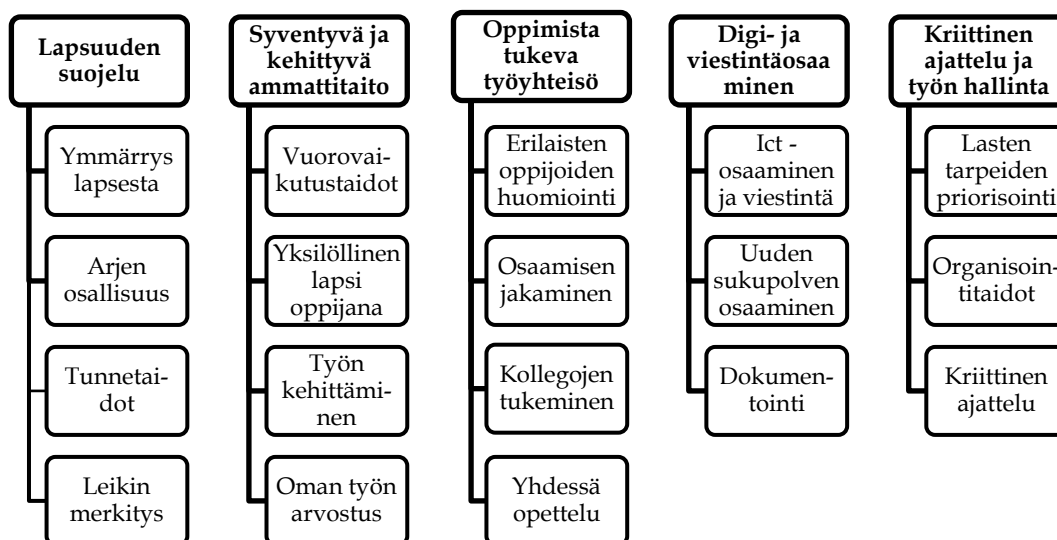 Lapsuuden
suojelu
Ymmärrys
lapsesta
Arjen
osallisuus
Tunnetai-
dot
Leikin
merkitys
Syventyvä ja
kehittyvä
ammattitaito
Vuorovai-
kutustaidot
Yksilöllinen
lapsi
oppijana
Työn
kehittämi-
nen
Oman työn
arvostus
Oppimista
tukeva
työyhteisö
Erilaisten
oppijoiden
huomiointi
Osaamisen
jakaminen
Kollegojen
tukeminen
Yhdessä
opettelu
Digi- ja
viestintäosaa
minen
Ict -
osaaminen
ja viestintä
Uuden
sukupolven
osaaminen
Dokumen-
tointi
Kriittinen
ajattelu ja
työn hallinta
Lasten
tarpeiden
priorisointi
Organisoin-
titaidot
Kriittinen
ajattelu